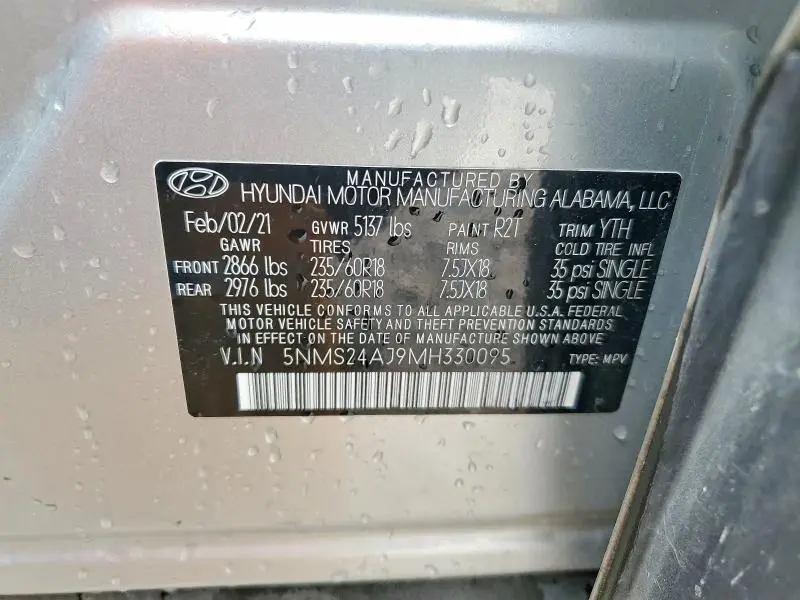 MANUFACTURED BY
HYUNDAI MOTOR MANUFACTURING ALABAMA, LLC
Feb/02/21 GVWR 5137 lbs PAINT R2T TRIM YTH
GAWR TIRES RIMS COLD TIRE INFL
FRONT 2866 lbs 235/60R18 7.5JX18 35 psi SINGLE
REAR 2976 lbs 235/60R18 7.5JX18 35 psi SINGLE
THIS VEHICLE CONFORMS TO ALL APPLICABLE U.S.A. FEDERAL
MOTOR VEHICLE SAFETY AND THEFT PREVENTION STANDARDS
IN EFFECT ON THE DATE OF MANUFACTURE SHOWN ABOVE
V.I.N 5NMS24AJ9MH330095 TYPE: MPV